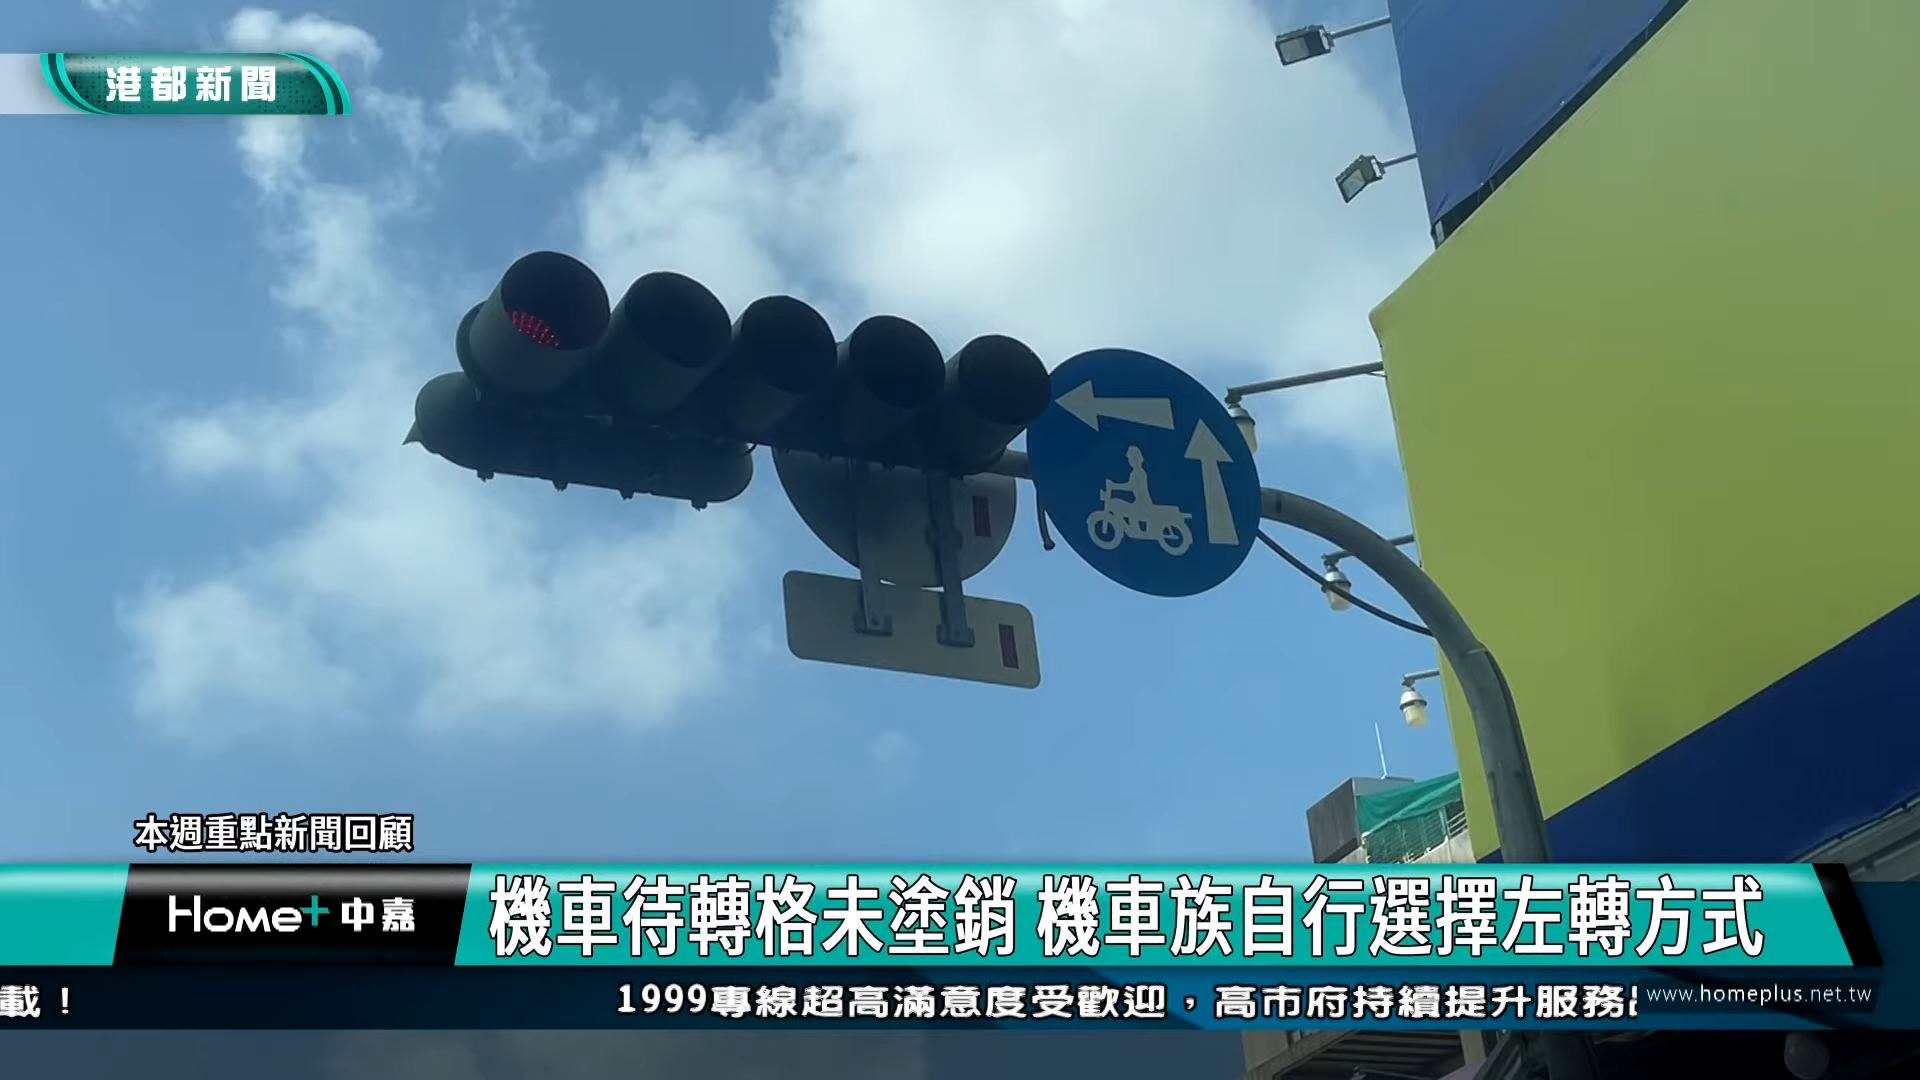 港都新聞
本週重點新聞回顧
Home+ 中嘉
機車待轉格未塗銷 機車族自行選擇左轉方式
載！
1999專線超高滿意度受歡迎，高市府持續提升服務
www.homeplus.net.tw